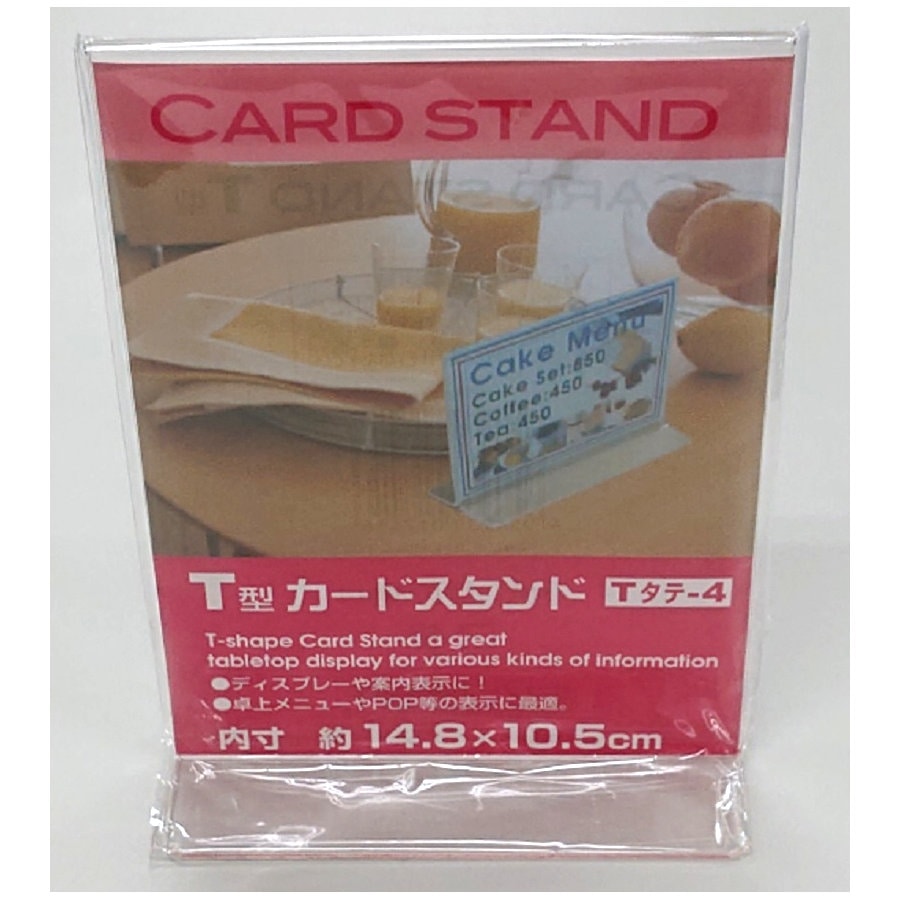 CARD STAND
Cake Menu
Cake Set:850
Coffee:450
Tea:450
T型 カードスタンド Tタテ-4
T-shape Card Stand a great
tabletop display for various kinds of information
●ディスプレーや案内表示に!
●卓上メニューやPOP等の表示に最適。
内寸 約14.8×10.5cm